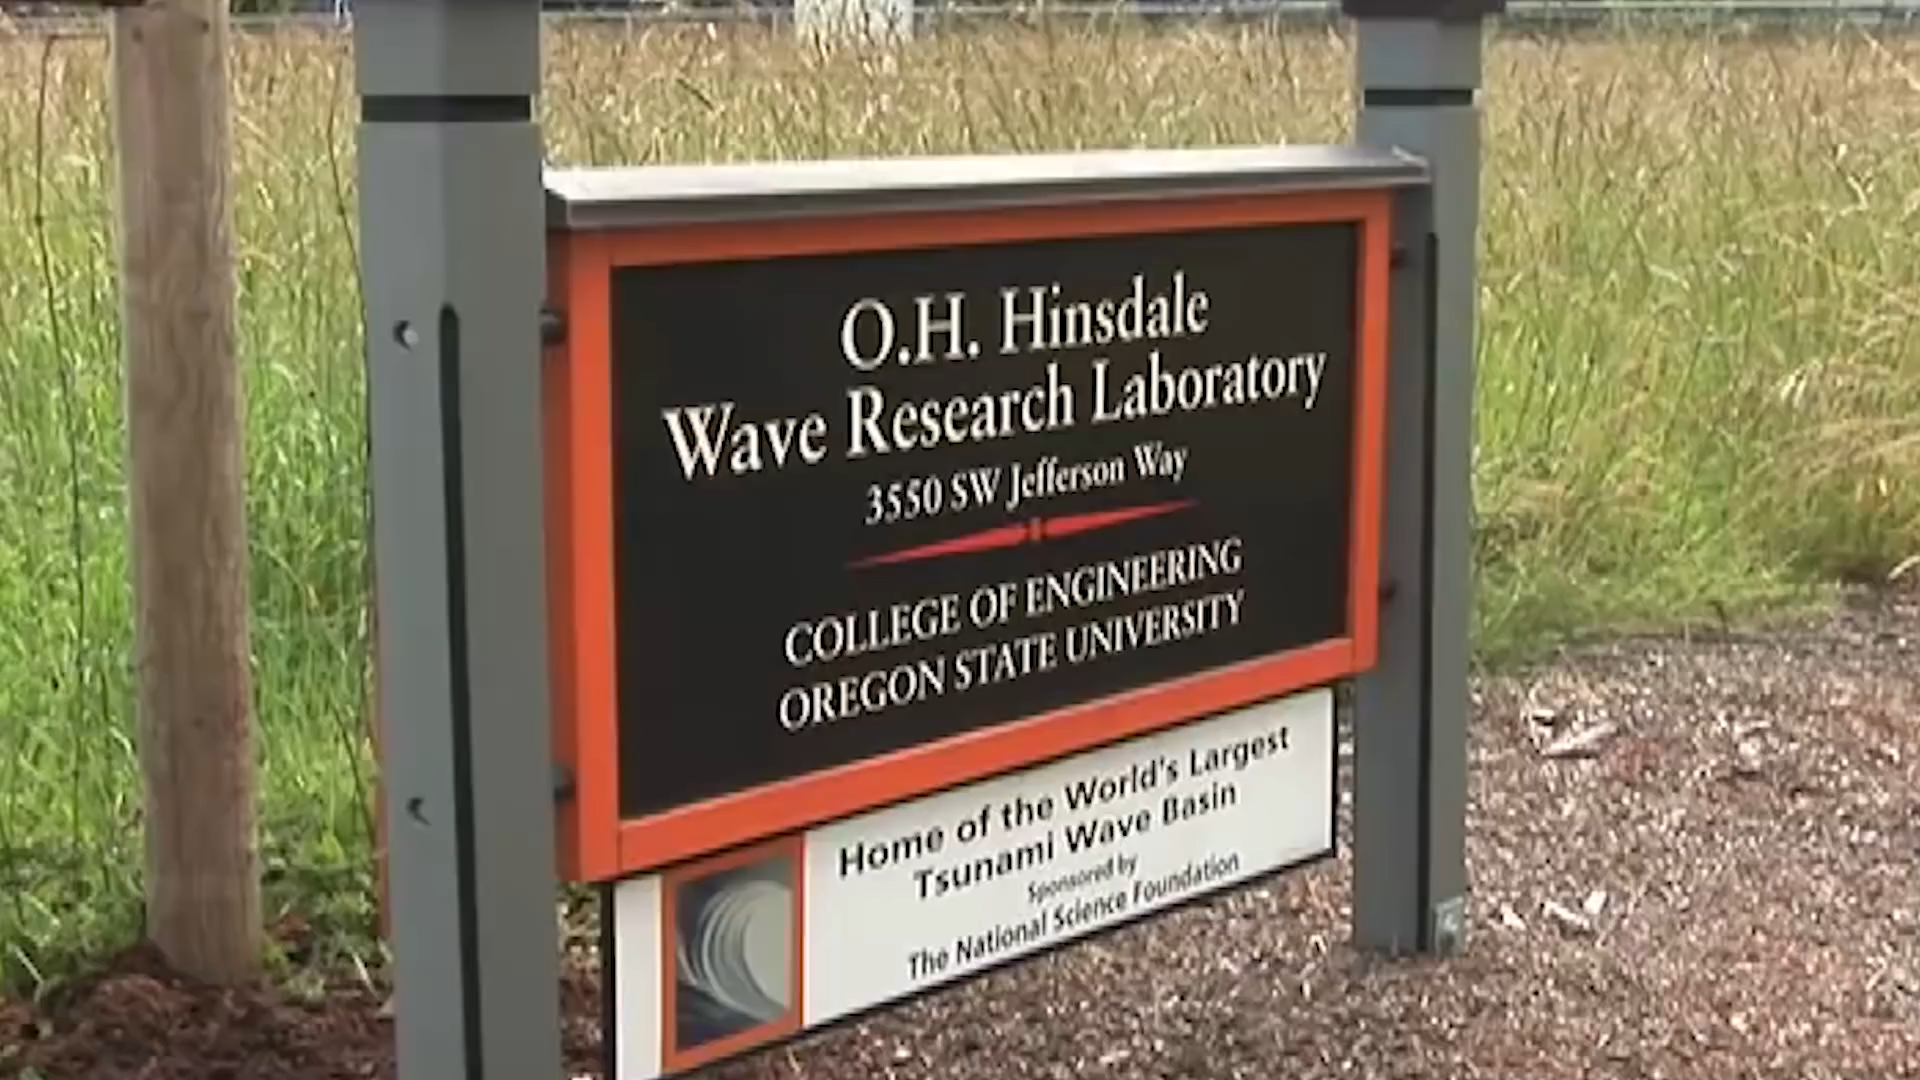 O.H. Hinsdale
Wave Research Laboratory
3550 SW Jefferson Way
COLLEGE OF ENGINEERING
OREGON STATE UNIVERSITY
Home of the World's Largest
Tsunami Wave Basin
Sponsored by
The National Science Foundation